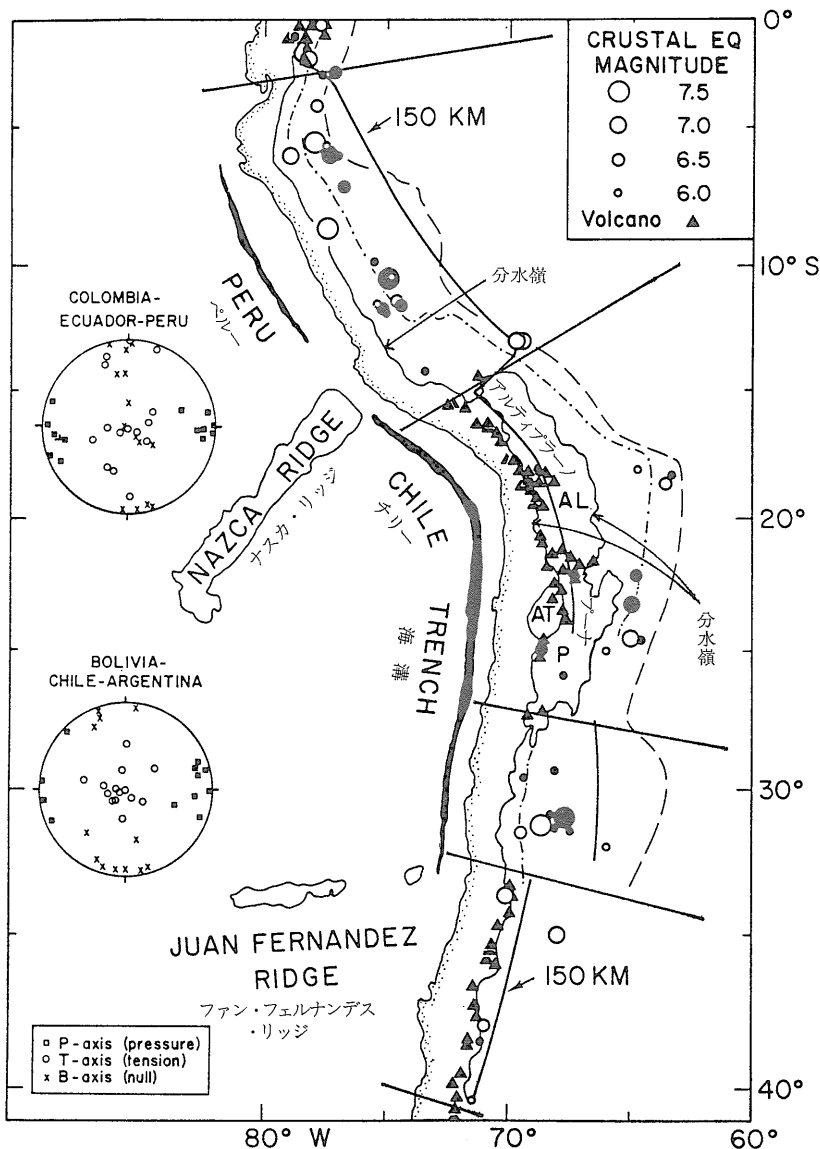 0°
CRUSTAL EQ
MAGNITUDE
7.5
7.0
6.5
6.0
Volcano
150 KM
10° S
分水嶺
PERU
ペルー
COLOMBIA-
ECUADOR-PERU
NAZCA RIDGE
ナスカ・リッジ
アルティプラーノ
CHILE
チリー
AL
20°
TRENCH
海溝
AT
プーナ
P
分水嶺
BOLIVIA-
CHILE-ARGENTINA
30°
JUAN FERNANDEZ
RIDGE
ファン・フェルナンデス
・リッジ
150 KM
P-axis (pressure)
T-axis (tension)
B-axis (null)
40°
80° W
70°
60°